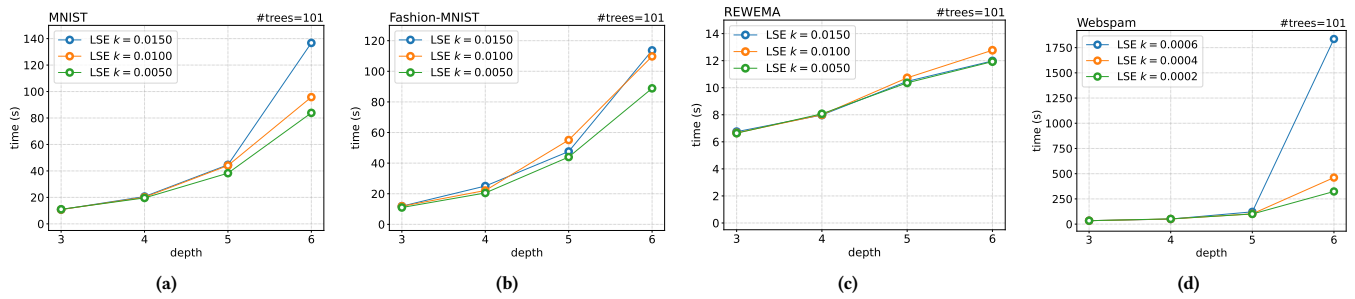 MNIST #trees=101
LSE k = 0.0150
LSE k = 0.0100
LSE k = 0.0050
140
120
100
80
60
40
20
0
time (s)
3 4 5 6
depth
(a)
Fashion-MNIST #trees=101
LSE k = 0.0150
LSE k = 0.0100
LSE k = 0.0050
120
100
80
60
40
20
0
time (s)
3 4 5 6
depth
(b)
REWEMA #trees=101
LSE k = 0.0150
LSE k = 0.0100
LSE k = 0.0050
14
12
10
8
6
4
2
0
time (s)
3 4 5 6
depth
(c)
Webspam #trees=101
LSE k = 0.0006
LSE k = 0.0004
LSE k = 0.0002
1750
1500
1250
1000
750
500
250
0
time (s)
3 4 5 6
depth
(d)